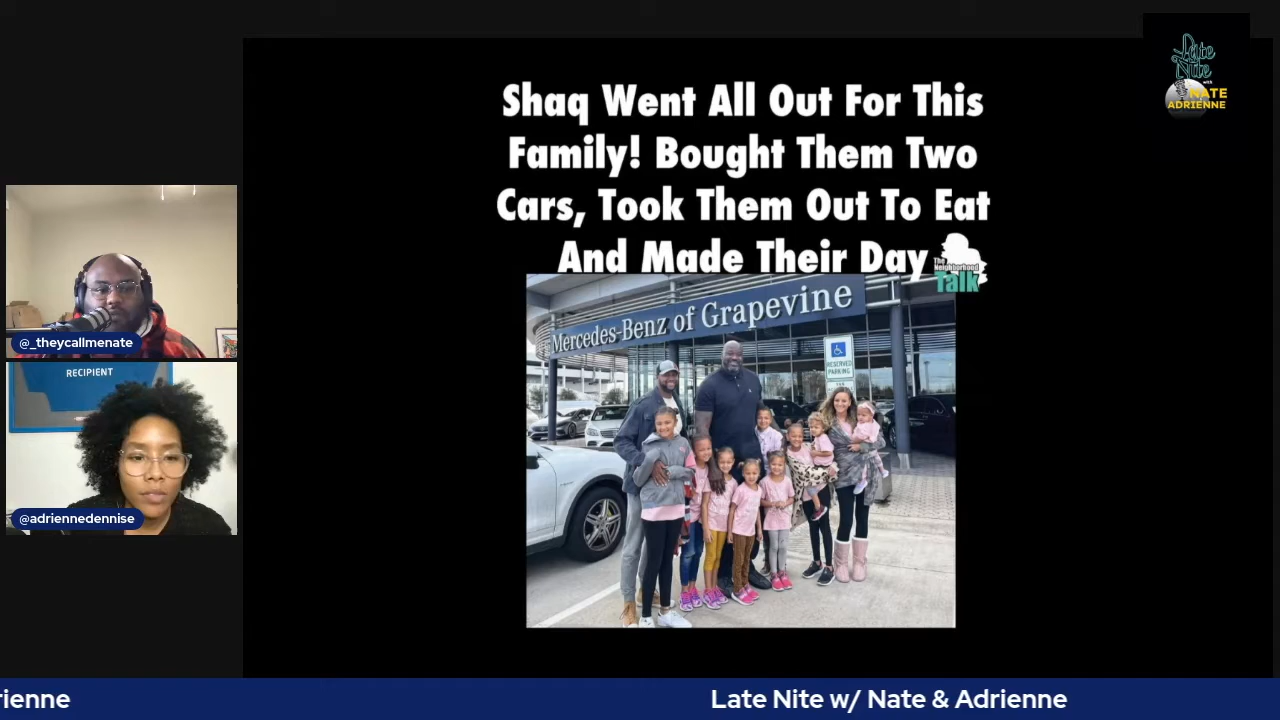 Late
Nite
with
NATE
ADRIENNE
Shaq Went All Out For This
Family! Bought Them Two
Cars, Took Them Out To Eat
And Made Their Day
The
Neighborhood
Talk
Mercedes-Benz of Grapevine
RESERVED
PARKING
@_theycallmenate
RECIPIENT
@adriennedennise
rienne
Late Nite w/ Nate & Adrienne